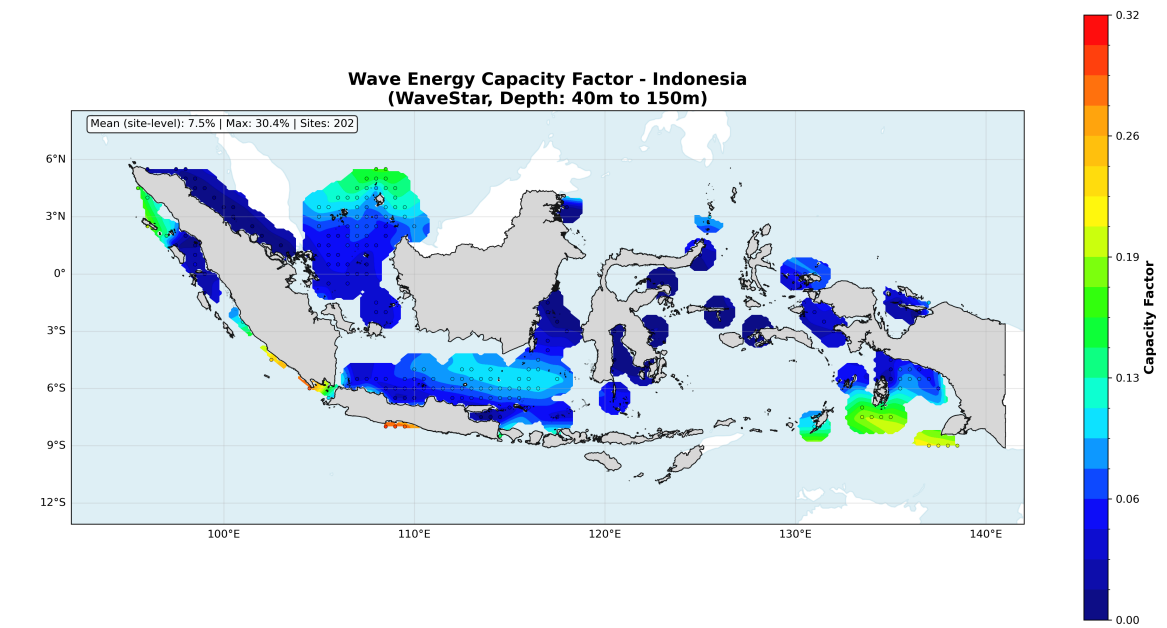 Wave Energy Capacity Factor - Indonesia
(WaveStar, Depth: 40m to 150m)
Mean (site-level): 7.5% | Max: 30.4% | Sites: 202
6°N
3°N
0°
3°S
6°S
9°S
12°S
100°E
110°E
120°E
130°E
140°E
0.32
0.26
0.19
0.13
0.06
0.00
Capacity Factor